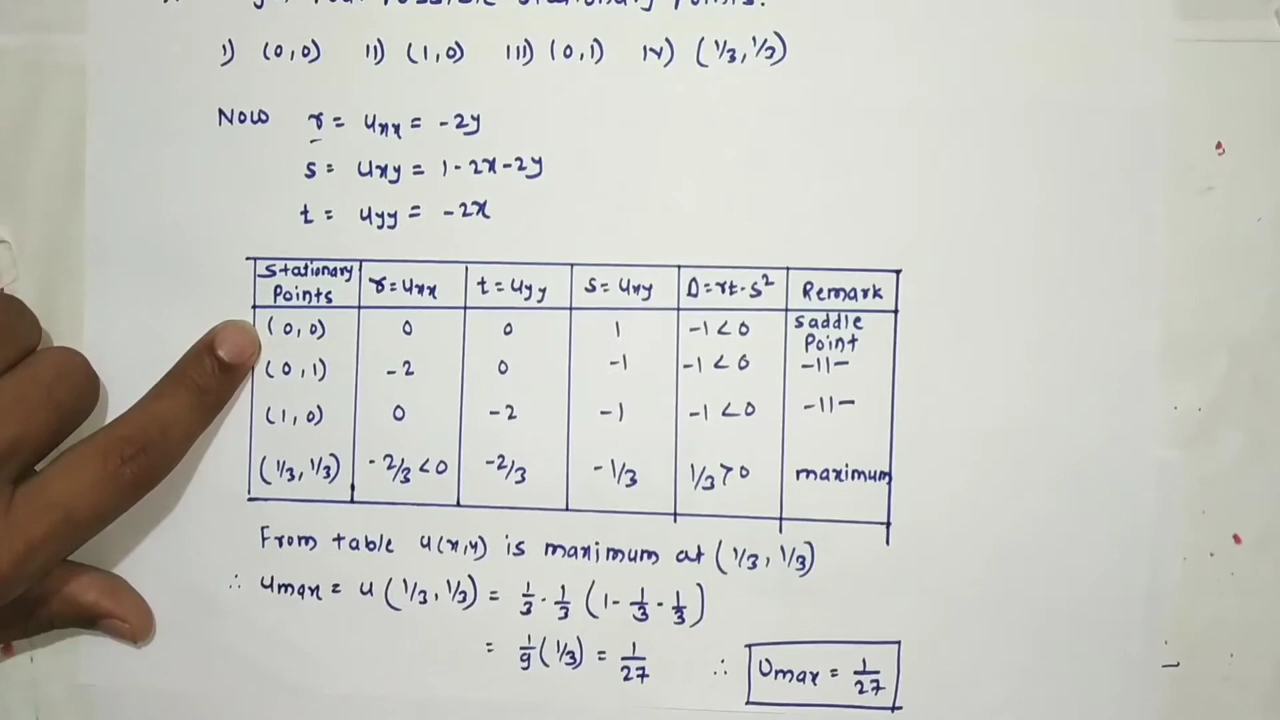 i) (0,0) ii) (1,0) iii) (0,1) iv) (1/3, 1/3)
Now r = uxx = -2y
s = uxy = 1-2x-2y
t = uyy = -2x
Stationary Points r = uxx t = uyy s = uxy D = rt-s² Remark
(0,0) 0 0 1 -1<0 Saddle Point
(0,1) -2 0 -1 -1<0 -11-
(1,0) 0 -2 -1 -1<0 -11-
(1/3, 1/3) -2/3<0 -2/3 -1/3 1/3>0 maximum
From table u(x,y) is maximum at (1/3, 1/3)
∴ umax = u(1/3, 1/3) = 1/3 · 1/3 (1 - 1/3 - 1/3)
= 1/9 (1/3) = 1/27 ∴ Umax = 1/27